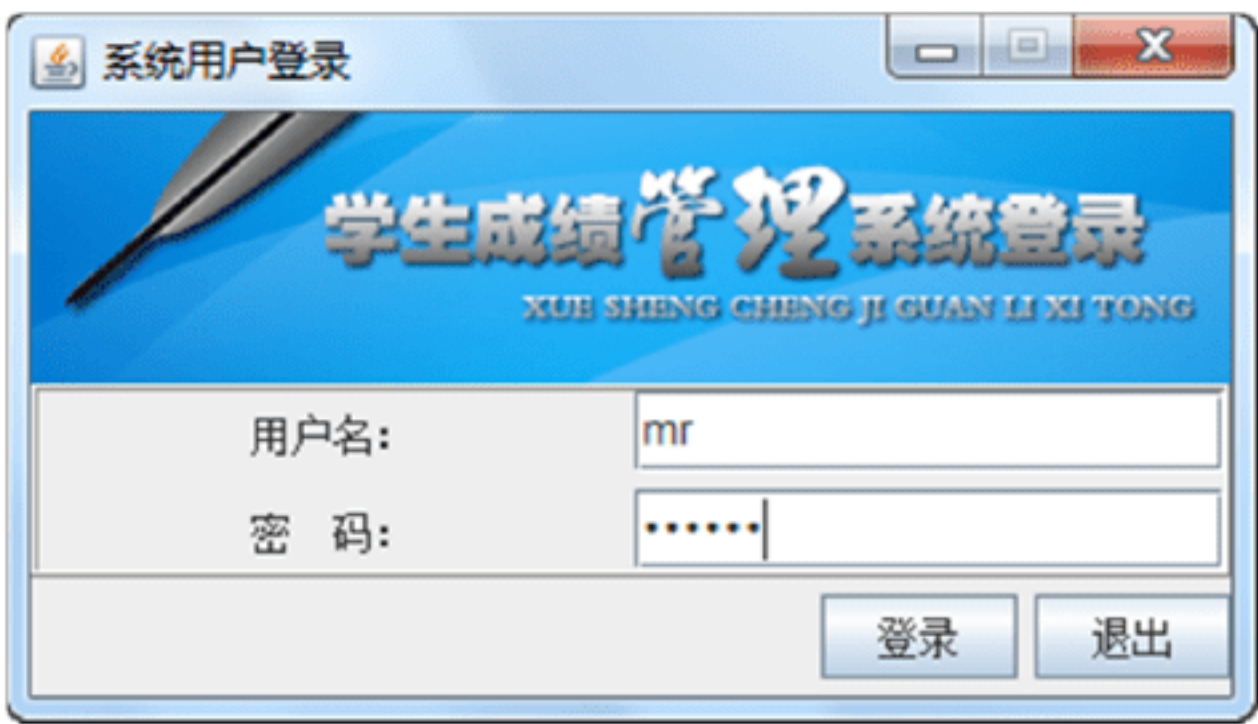 系统用户登录
学生成绩管理系统登录
XUE SHENG CHENG JI GUAN LI XI TONG
用户名: mr
密 码: ••••••
登录 退出